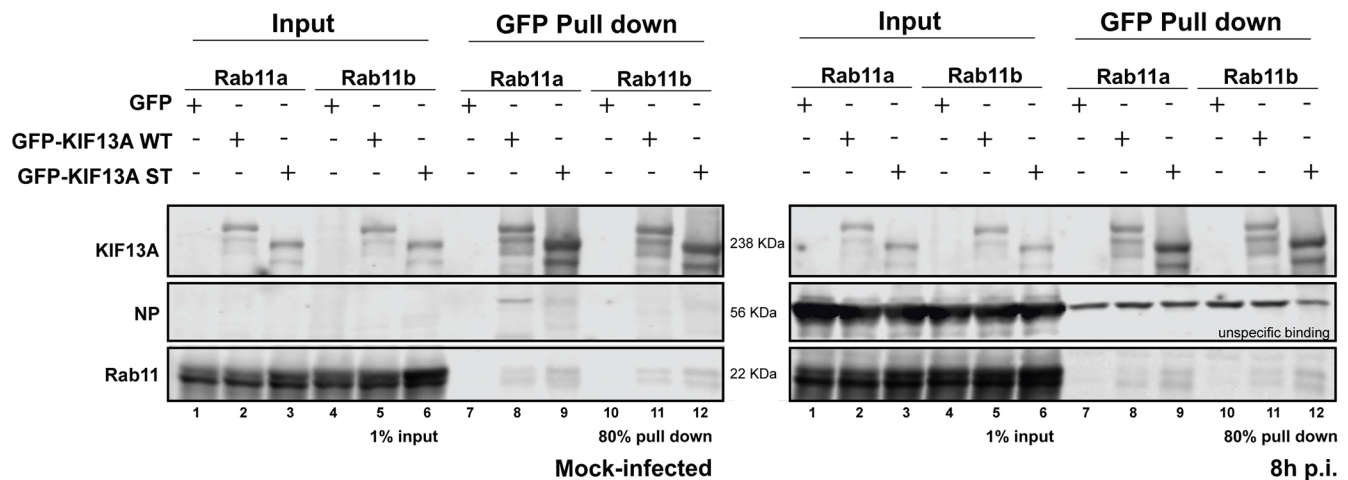 Input GFP Pull down Input GFP Pull down
Rab11a Rab11b Rab11a Rab11b Rab11a Rab11b Rab11a Rab11b
GFP + - - + - - + - - + - - + - - + - - + - - + - -
GFP-KIF13A WT - + - - + - - + - - + - - + - - + - - + - - + -
GFP-KIF13A ST - - + - - + - - + - - + - - + - - + - - + - - +
KIF13A 238 KDa
NP 56 KDa unspecific binding
Rab11 22 KDa
1 2 3 4 5 6 7 8 9 10 11 12 1 2 3 4 5 6 7 8 9 10 11 12
1% input 80% pull down 1% input 80% pull down
Mock-infected 8h p.i.